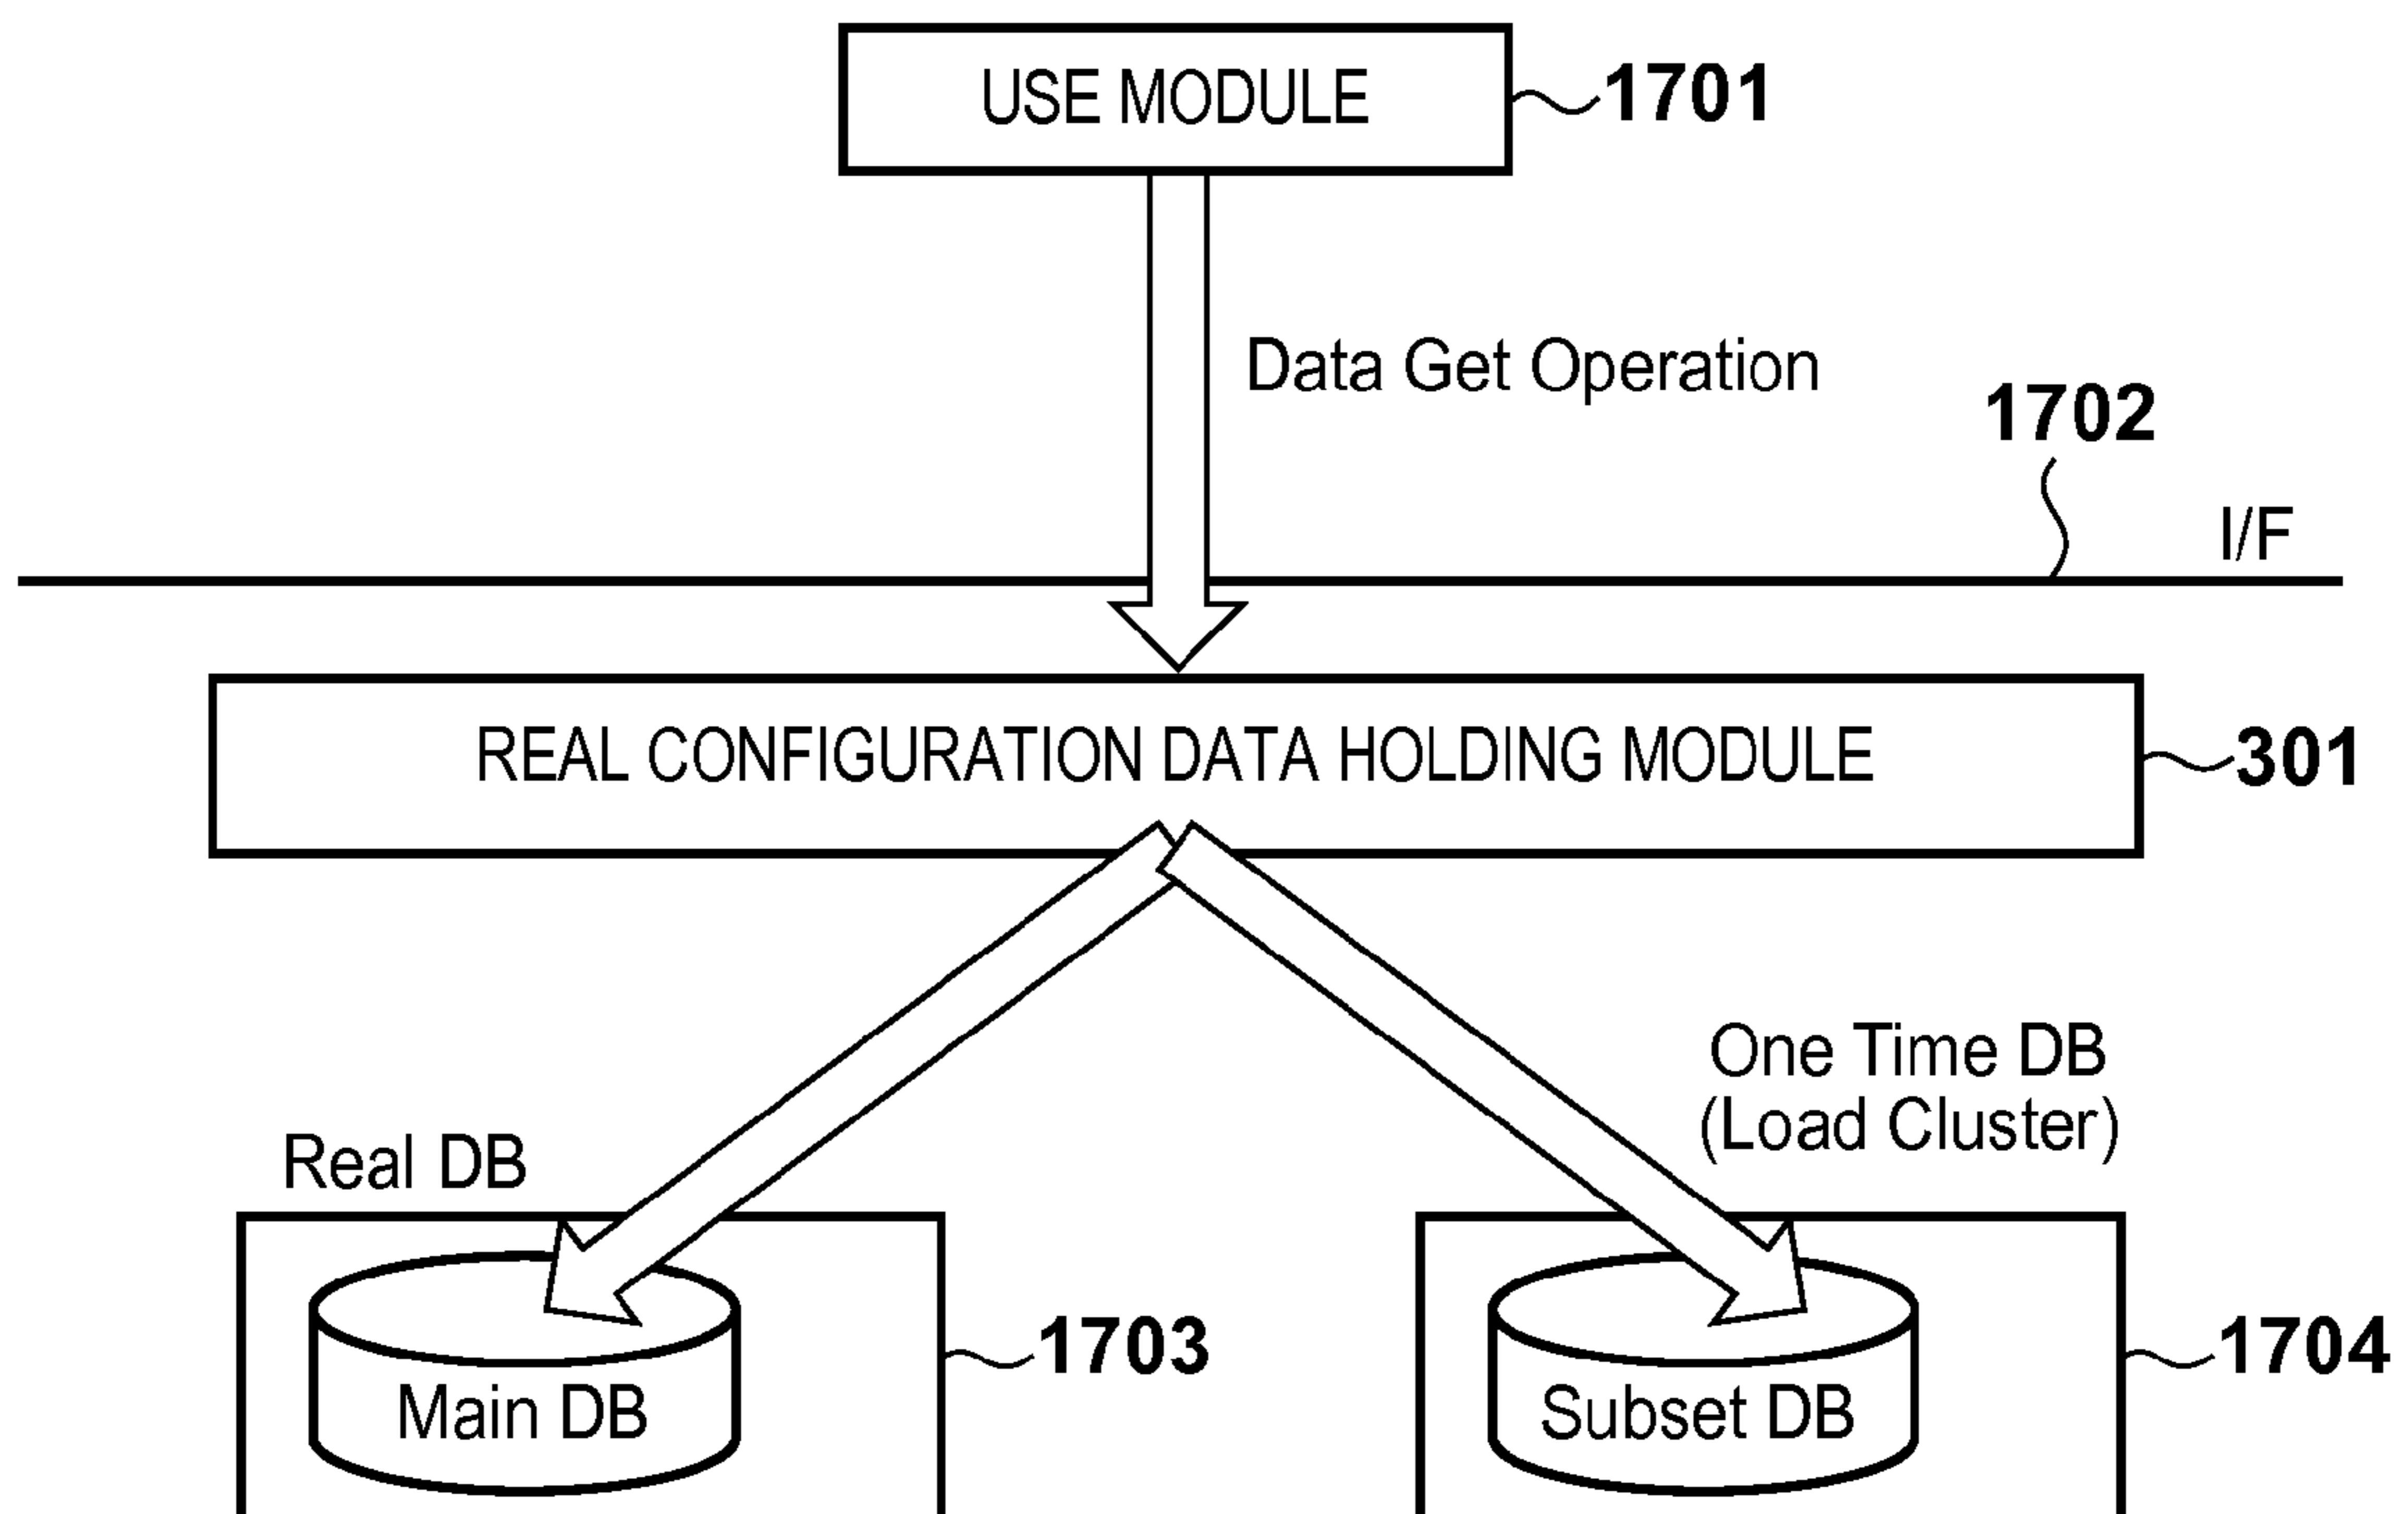 USE MODULE
1701
Data Get Operation
1702
I/F
REAL CONFIGURATION DATA HOLDING MODULE
301
One Time DB
(Load Cluster)
Real DB
1703
1704
Main DB
Subset DB